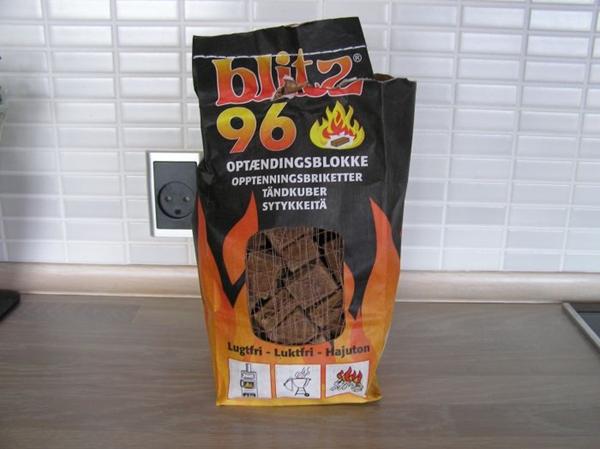 blitz®
96
OPTÆNDINGSBLOKKE
OPPTENNINGSBRIKETTER
TÄNDKUBER
SYTYKKEITÄ
Lugtfri - Luktfri - Hajuton